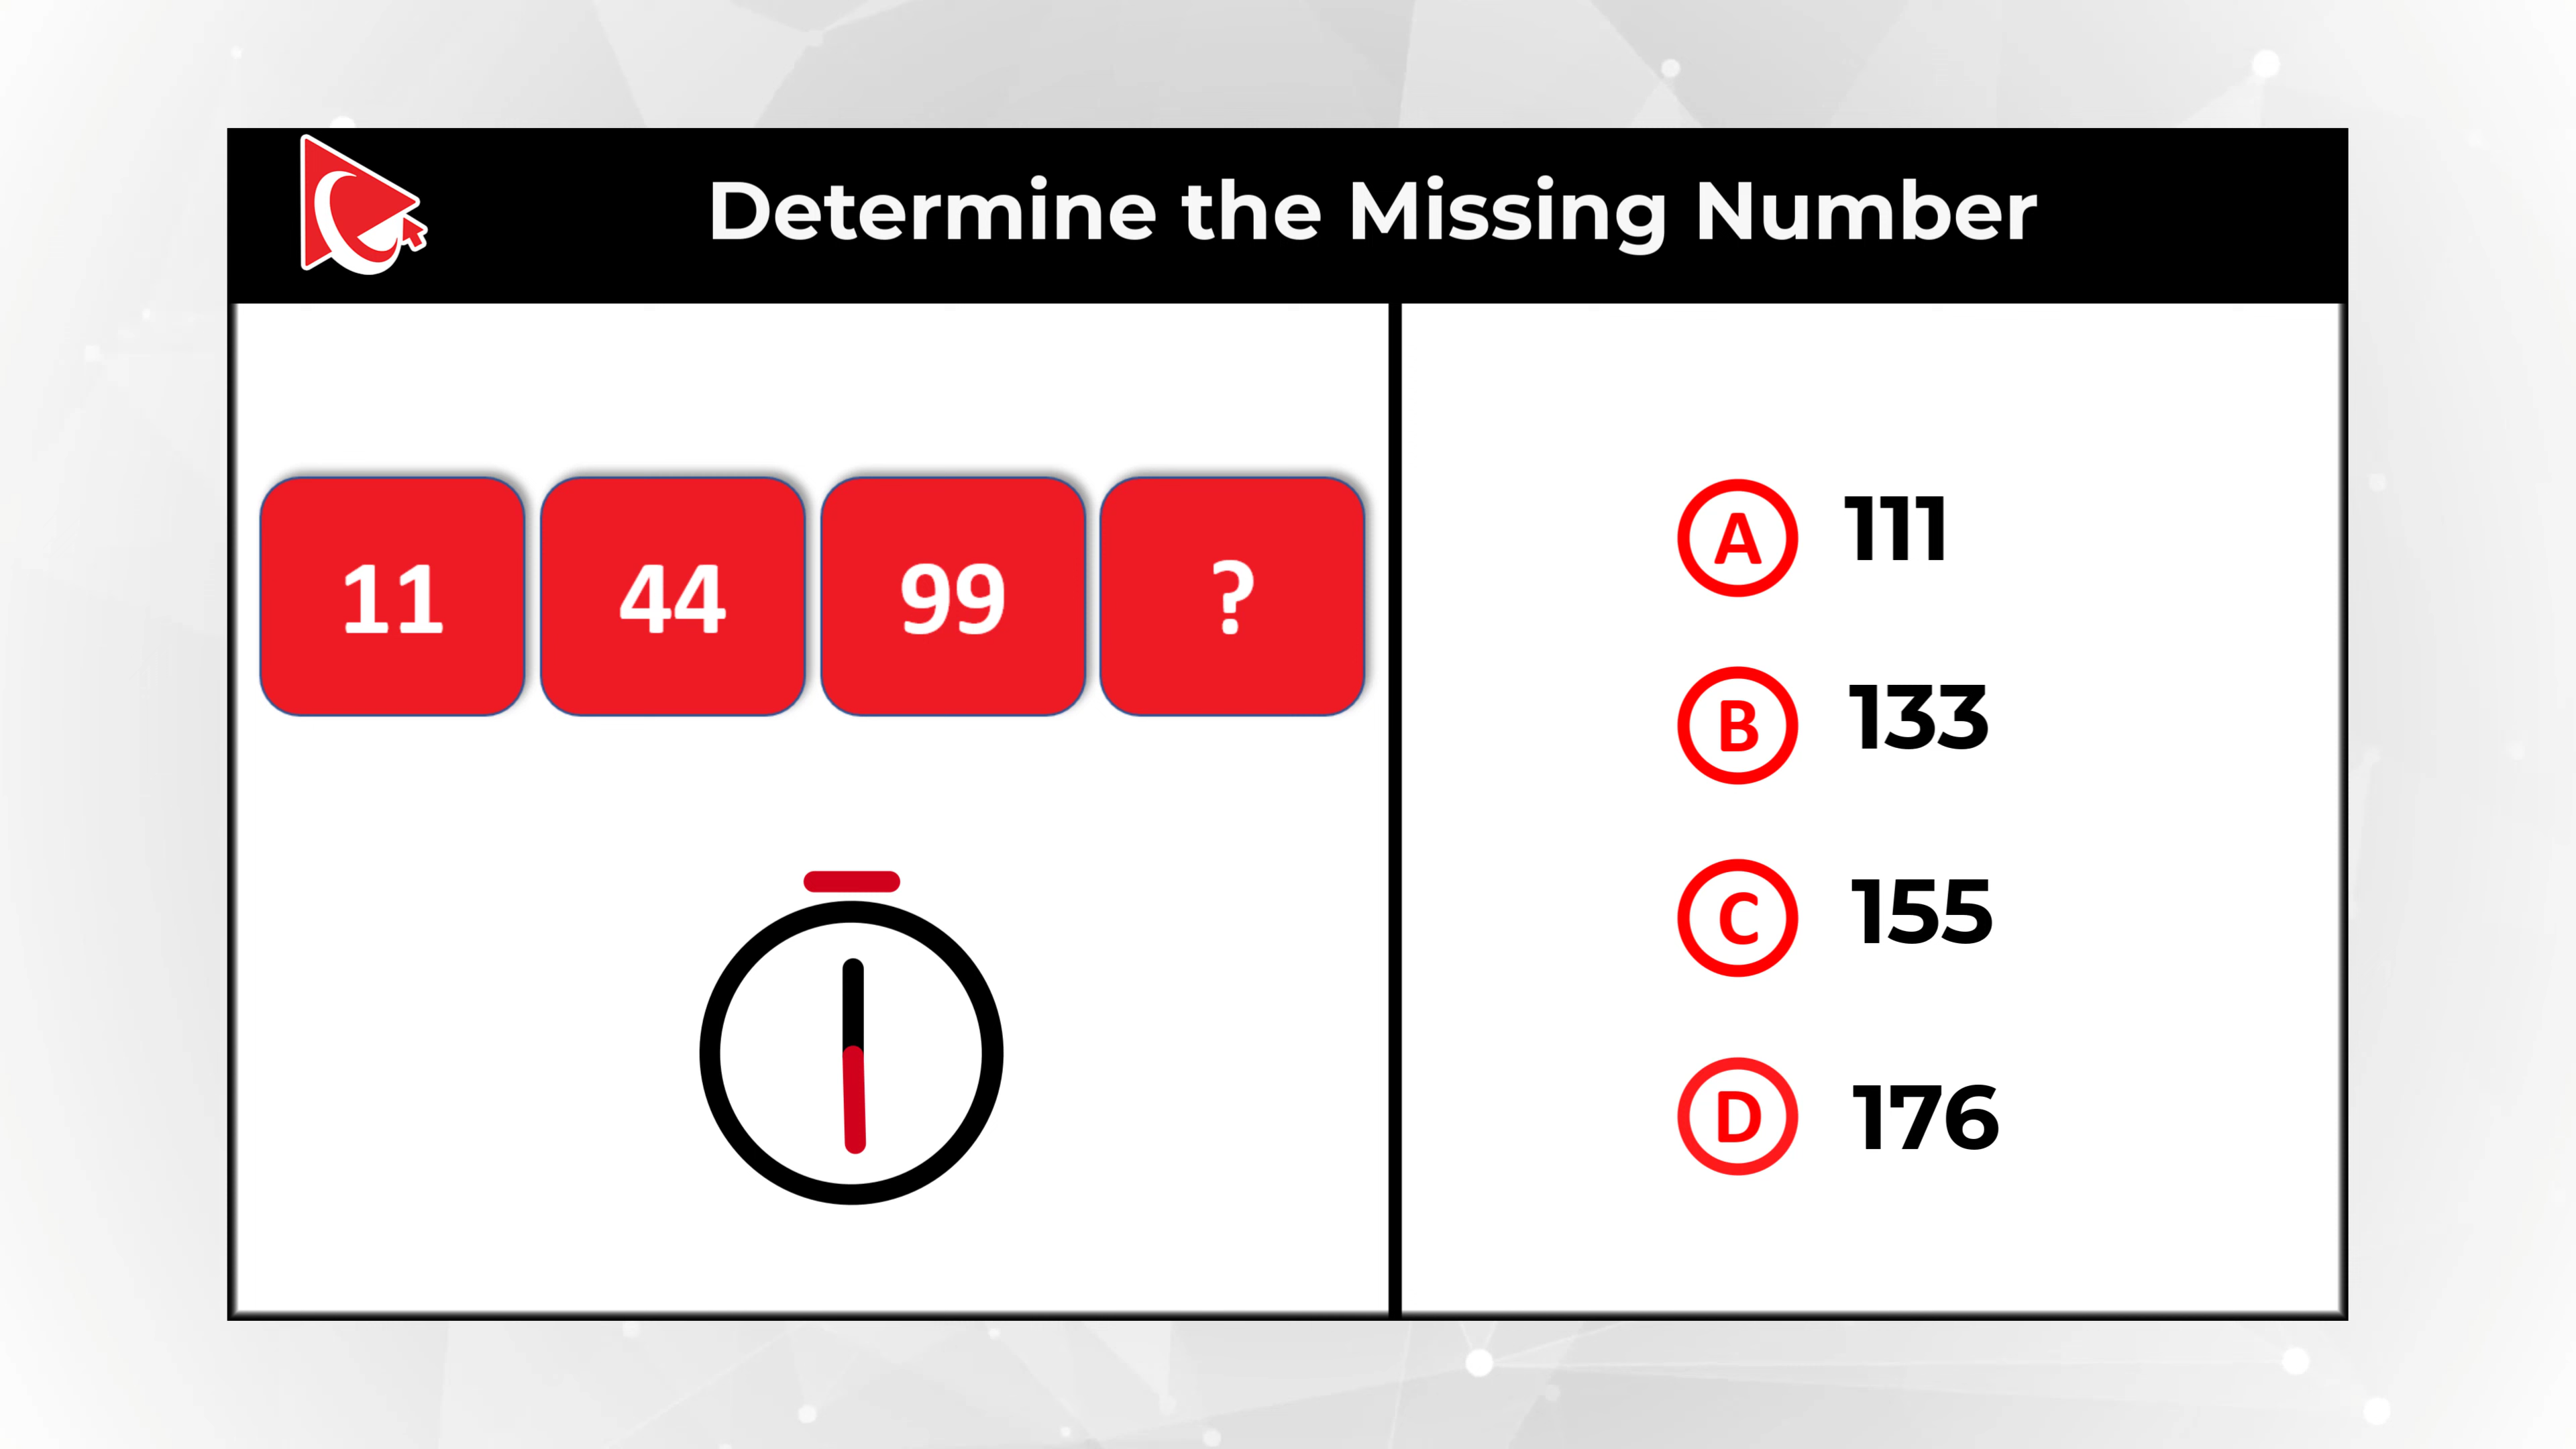 Determine the Missing Number
11 44 99 ?
A 111
B 133
C 155
D 176